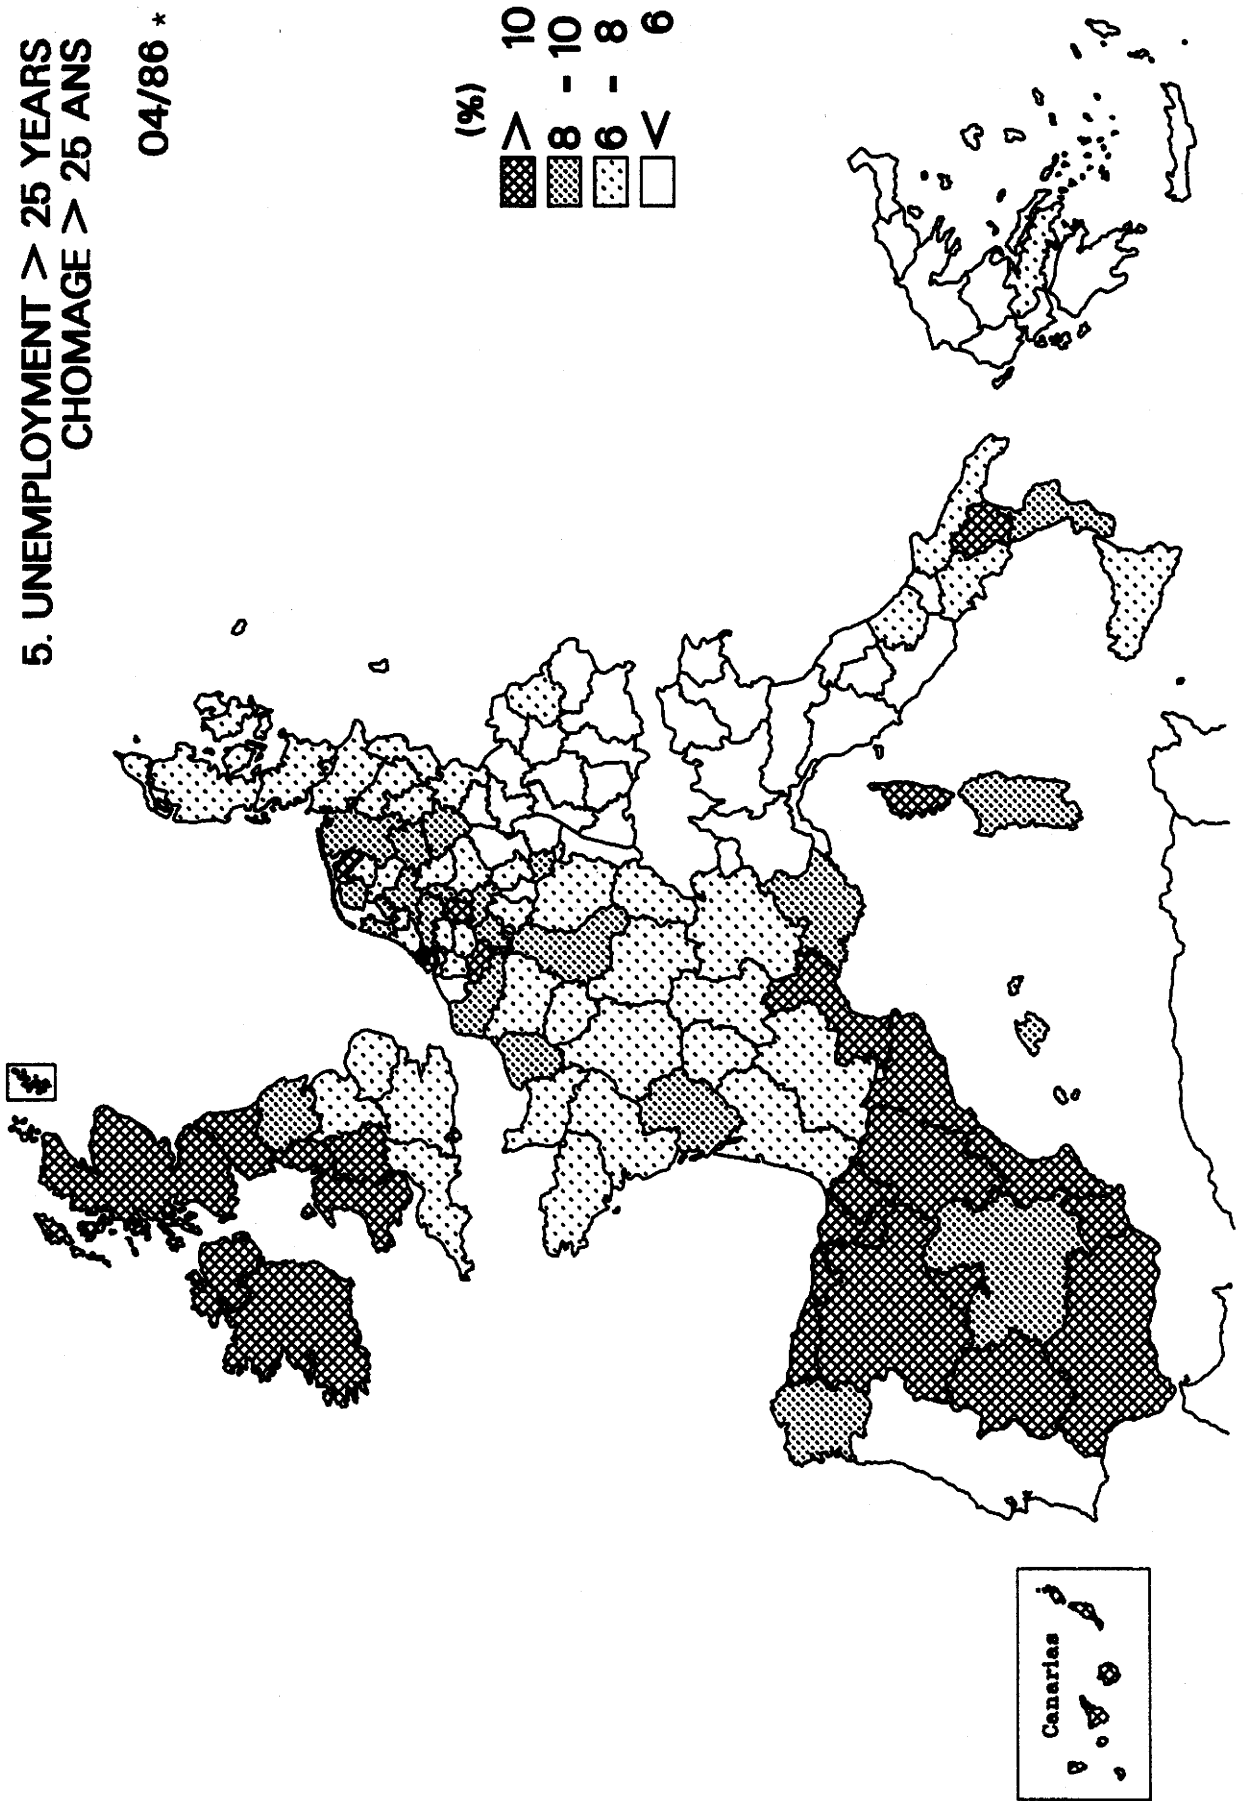 5. UNEMPLOYMENT > 25 YEARS
CHOMAGE > 25 ANS
04/86 *
(%)
> 10
8 - 10
6 - 8
< 6
Canarias